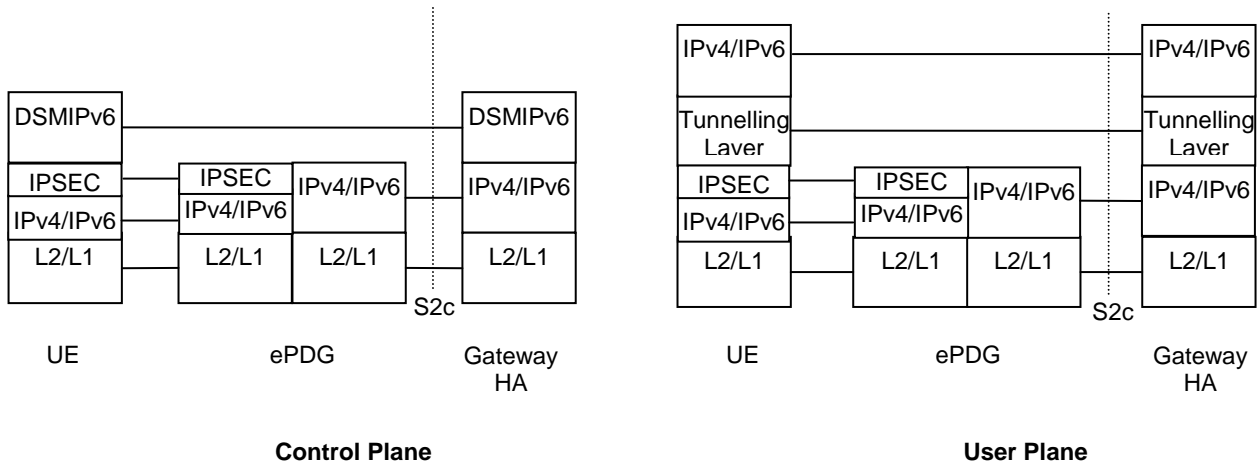 DSMIPv6
IPSEC
IPv4/IPv6
L2/L1
IPSEC
IPv4/IPv6
L2/L1
IPv4/IPv6
L2/L1
DSMIPv6
IPv4/IPv6
L2/L1
S2c
UE
ePDG
Gateway
HA
Control Plane
IPv4/IPv6
Tunnelling
Layer
IPSEC
IPv4/IPv6
L2/L1
IPSEC
IPv4/IPv6
L2/L1
IPv4/IPv6
L2/L1
IPv4/IPv6
Tunnelling
Layer
IPv4/IPv6
L2/L1
S2c
UE
ePDG
Gateway
HA
User Plane